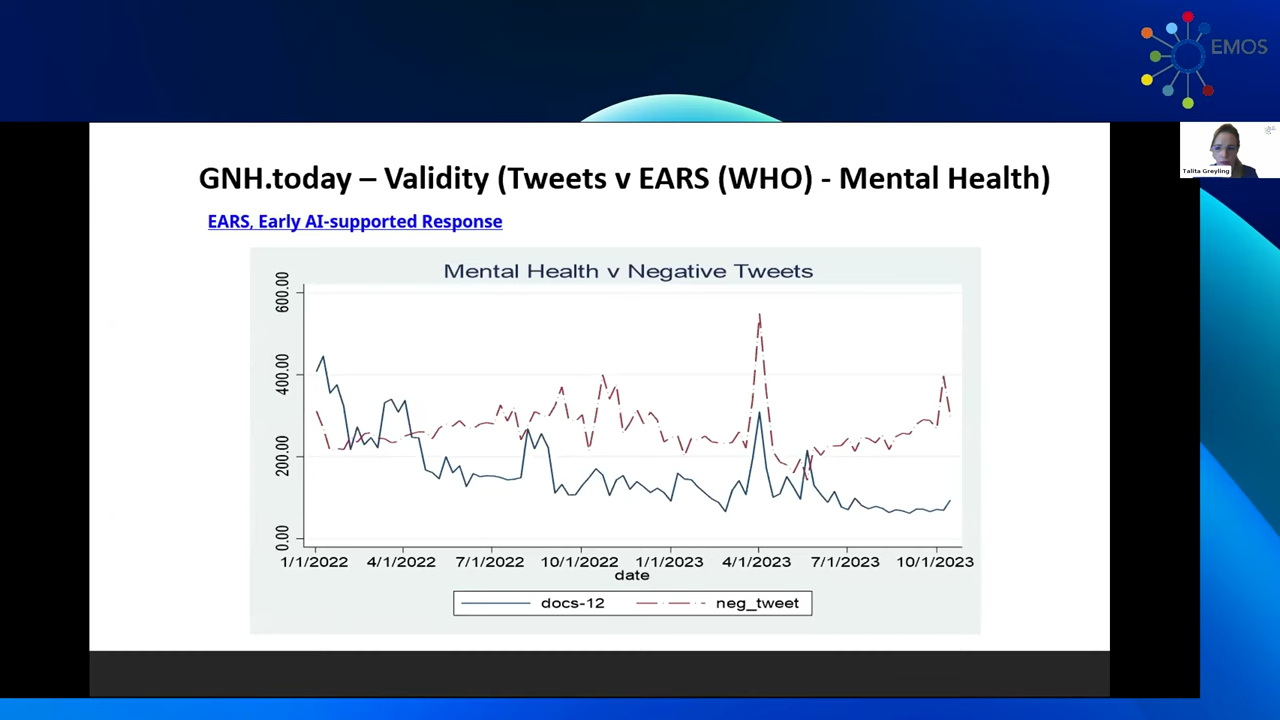 EMOS
Talita Greyling
GNH.today – Validity (Tweets v EARS (WHO) - Mental Health)
EARS, Early AI-supported Response
Mental Health v Negative Tweets
600.00
400.00
200.00
0.00
1/1/2022 4/1/2022 7/1/2022 10/1/2022 1/1/2023 4/1/2023 7/1/2023 10/1/2023
date
docs-12 neg_tweet